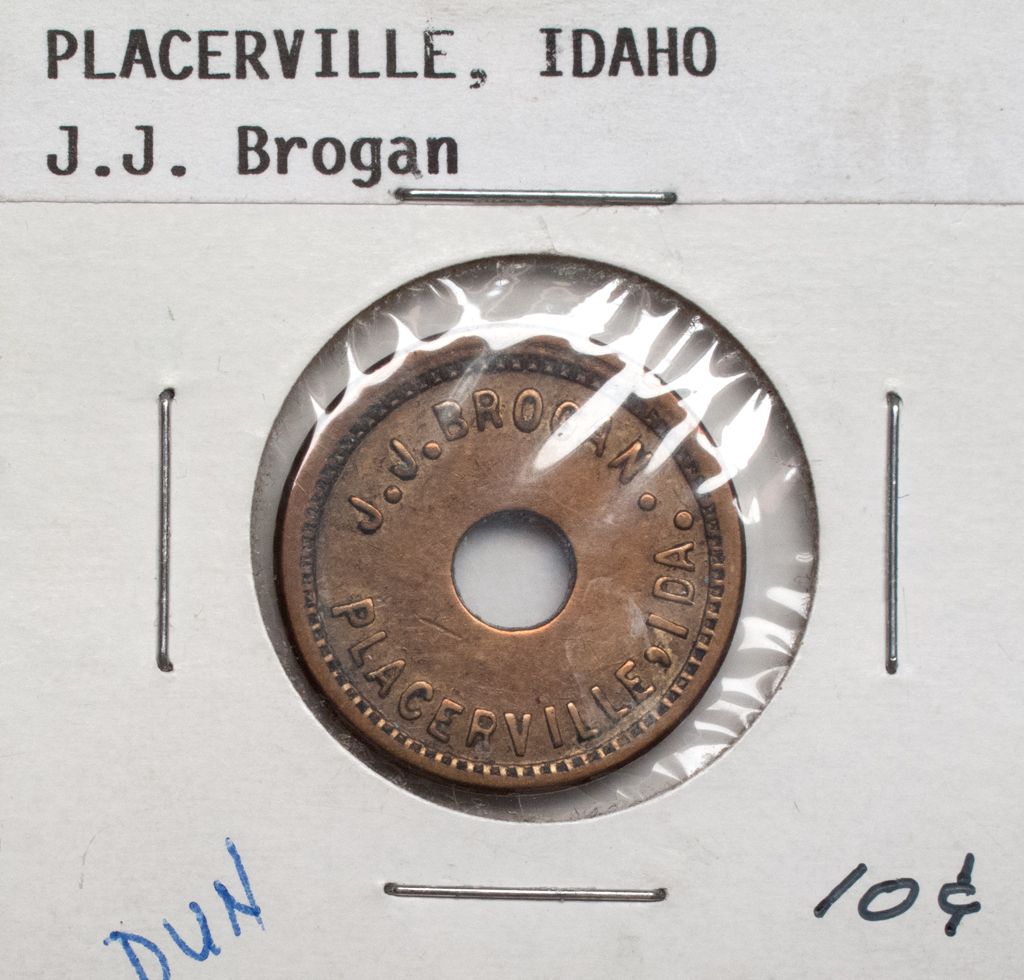 PLACERVILLE, IDAHO
J.J. Brogan
J.J. BROGAN.
PLACERVILLE, IDA.
DUN
10¢